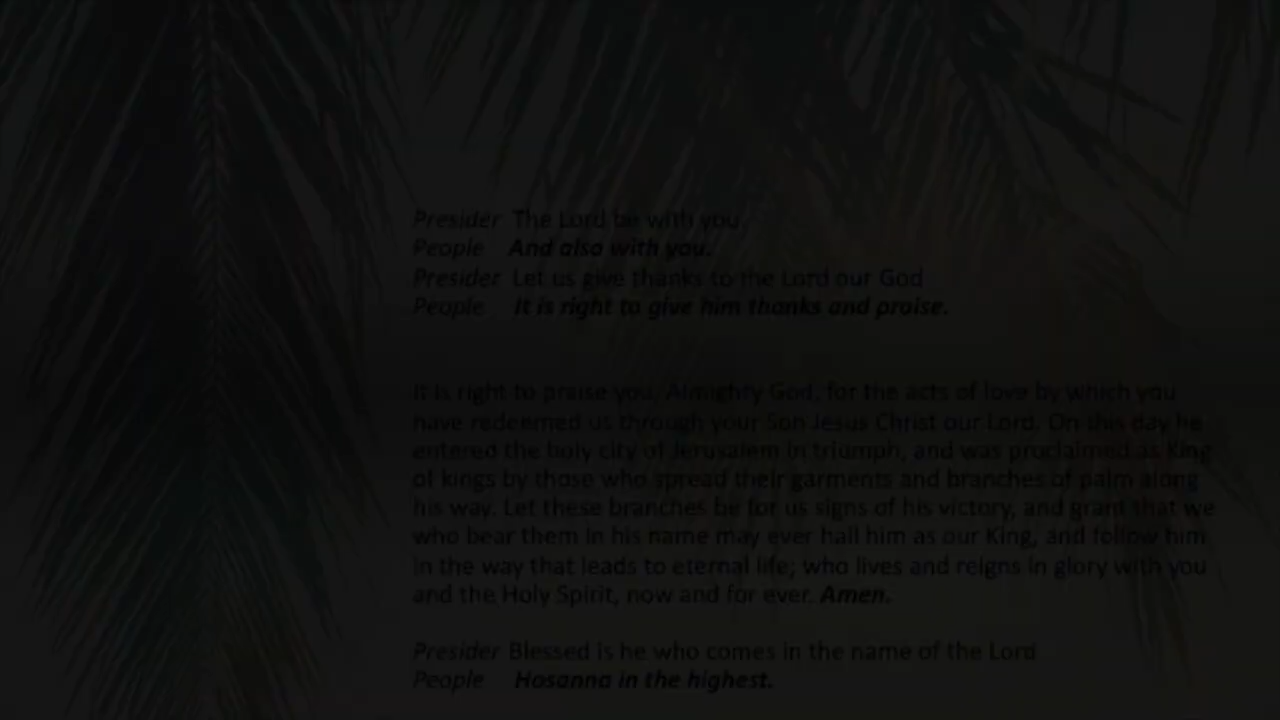 Presider The Lord be with you.
People And also with you.
Presider Let us give thanks to the Lord our God
People It is right to give him thanks and praise.
It is right to praise you, Almighty God, for the acts of love by which you
have redeemed us through your Son Jesus Christ our Lord. On this day he
entered the holy city of Jerusalem in triumph, and was proclaimed as King
of kings by those who spread their garments and branches of palm along
his way. Let these branches be for us signs of his victory, and grant that we
who bear them in his name may ever hail him as our King, and follow him
in the way that leads to eternal life; who lives and reigns in glory with you
and the Holy Spirit, now and for ever. Amen.
Presider Blessed is he who comes in the name of the Lord
People Hosanna in the highest.